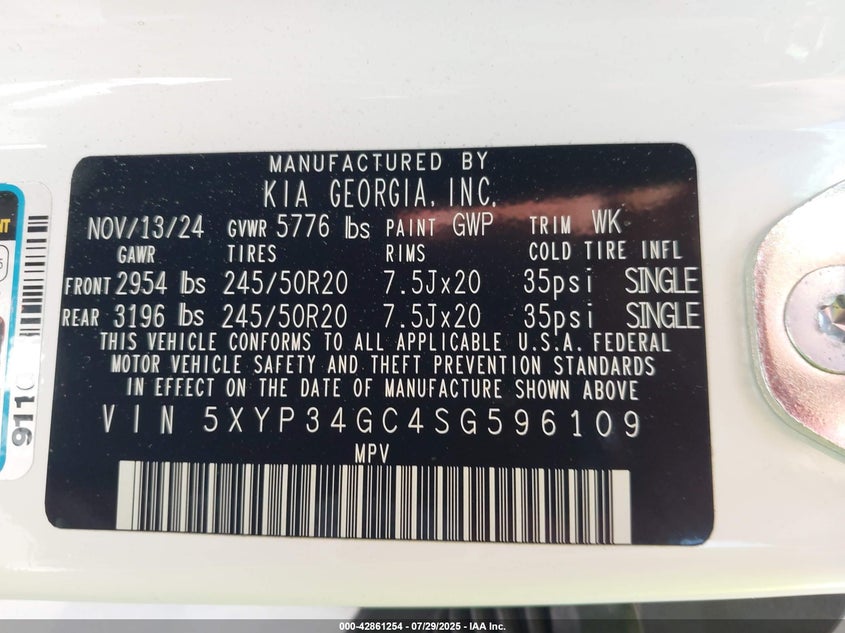 MANUFACTURED BY
KIA GEORGIA, INC.
NOV/13/24 GVWR 5776 lbs PAINT GWP TRIM WK
GAWR TIRES RIMS COLD TIRE INFL
FRONT 2954 lbs 245/50R20 7.5Jx20 35psi SINGLE
REAR 3196 lbs 245/50R20 7.5Jx20 35psi SINGLE
THIS VEHICLE CONFORMS TO ALL APPLICABLE U.S.A. FEDERAL
MOTOR VEHICLE SAFETY AND THEFT PREVENTION STANDARDS
IN EFFECT ON THE DATE OF MANUFACTURE SHOWN ABOVE
VIN 5XYP34GC4SG596109
MPV
000-42861254 | 07/29/2025 | IAA Inc.